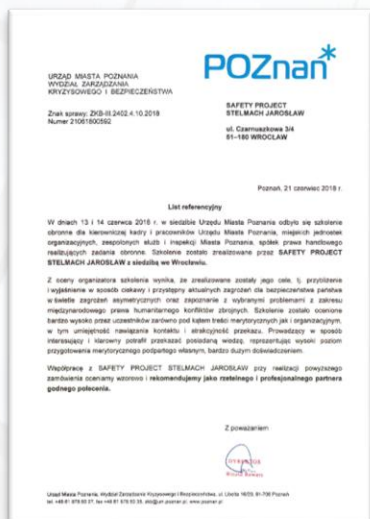 URZĄD MIASTA POZNANIA
WYDZIAŁ ZARZĄDZANIA
KRYZYSOWEGO I BEZPIECZEŃSTWA
POZnań*
Znak sprawy: ZKB-III.2402.4.10.2018
Numer 21061800592
SAFETY PROJECT
STELMACH JAROSŁAW
ul. Czarnuszkowa 3/4
51–180 WROCŁAW
Poznań, 21 czerwiec 2018 r.
List referencyjny
W dniach 13 i 14 czerwca 2018 r. w siedzibie Urzędu Miasta Poznania odbyło się szkolenie
obronne dla kierowniczej kadry i pracowników Urzędu Miasta Poznania, miejskich jednostek
organizacyjnych, zespolonych służb i inspekcji Miasta Poznania, spółek prawa handlowego
realizujących zadania obronne. Szkolenie zostało zrealizowane przez SAFETY PROJECT
STELMACH JAROSŁAW z siedzibą we Wrocławiu.
Z oceny organizatora szkolenia wynika, że zrealizowane zostały jego cele, tj. przybliżenie
i wyjaśnienie w sposób ciekawy i przystępny aktualnych zagrożeń dla bezpieczeństwa państwa
w świetle zagrożeń asymetrycznych oraz zapoznanie z wybranymi problemami z zakresu
międzynarodowego prawa humanitarnego konfliktów zbrojnych. Szkolenie zostało ocenione
bardzo wysoko przez uczestników zarówno pod kątem treści merytorycznych jak i organizacyjnym,
w tym umiejętność nawiązania kontaktu i atrakcyjność przekazu. Prowadzący w sposób
interesujący i klarowny potrafił przekazać posiadaną wiedzę, reprezentując wysoki poziom
przygotowania merytorycznego podpartego własnym, bardzo dużym doświadczeniem.
Współpracę z SAFETY PROJECT STELMACH JAROSŁAW przy realizacji powyższego
zamówienia oceniamy wzorowo i rekomendujemy jako rzetelnego i profesjonalnego partnera
godnego polecenia.
Z poważaniem
Urząd Miasta Poznania, Wydział Zarządzania Kryzysowego i Bezpieczeństwa, ul. Libelta 16/20, 61-706 Poznań